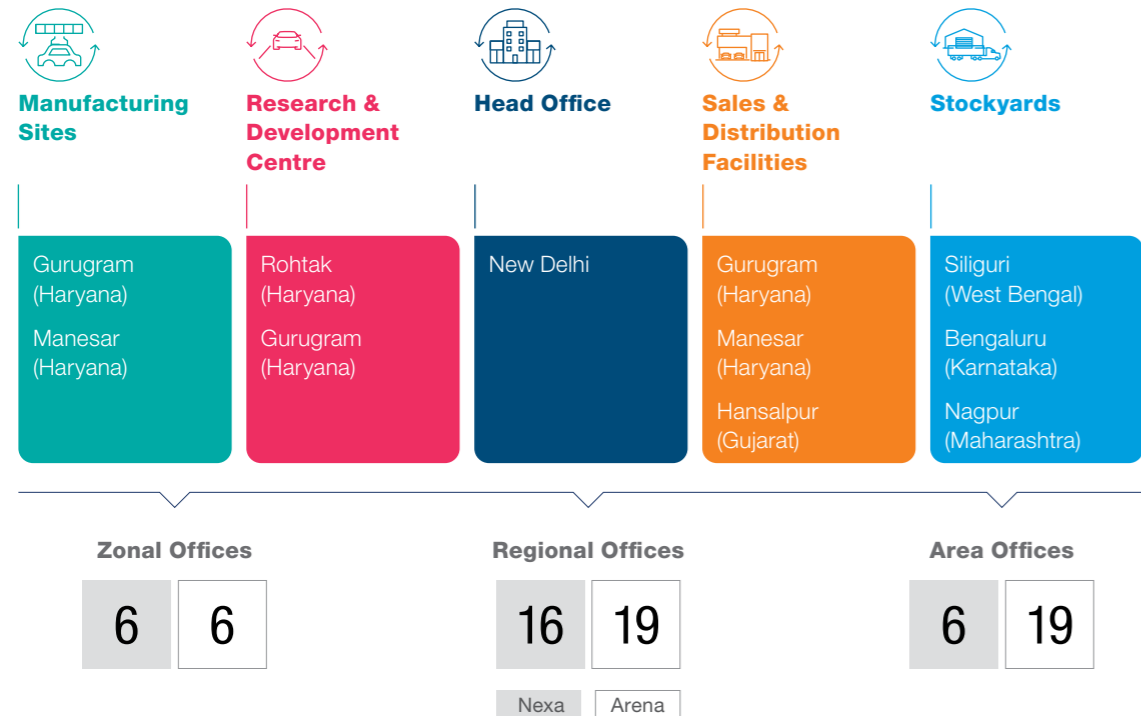 Manufacturing
Sites
Research &
Development
Centre
Head Office
Sales &
Distribution
Facilities
Stockyards
Gurugram
(Haryana)
Manesar
(Haryana)
Rohtak
(Haryana)
Gurugram
(Haryana)
New Delhi
Gurugram
(Haryana)
Manesar
(Haryana)
Hansalpur
(Gujarat)
Siliguri
(West Bengal)
Bengaluru
(Karnataka)
Nagpur
(Maharashtra)
Zonal Offices
6 6
Regional Offices
16 19
Area Offices
6 19
Nexa Arena